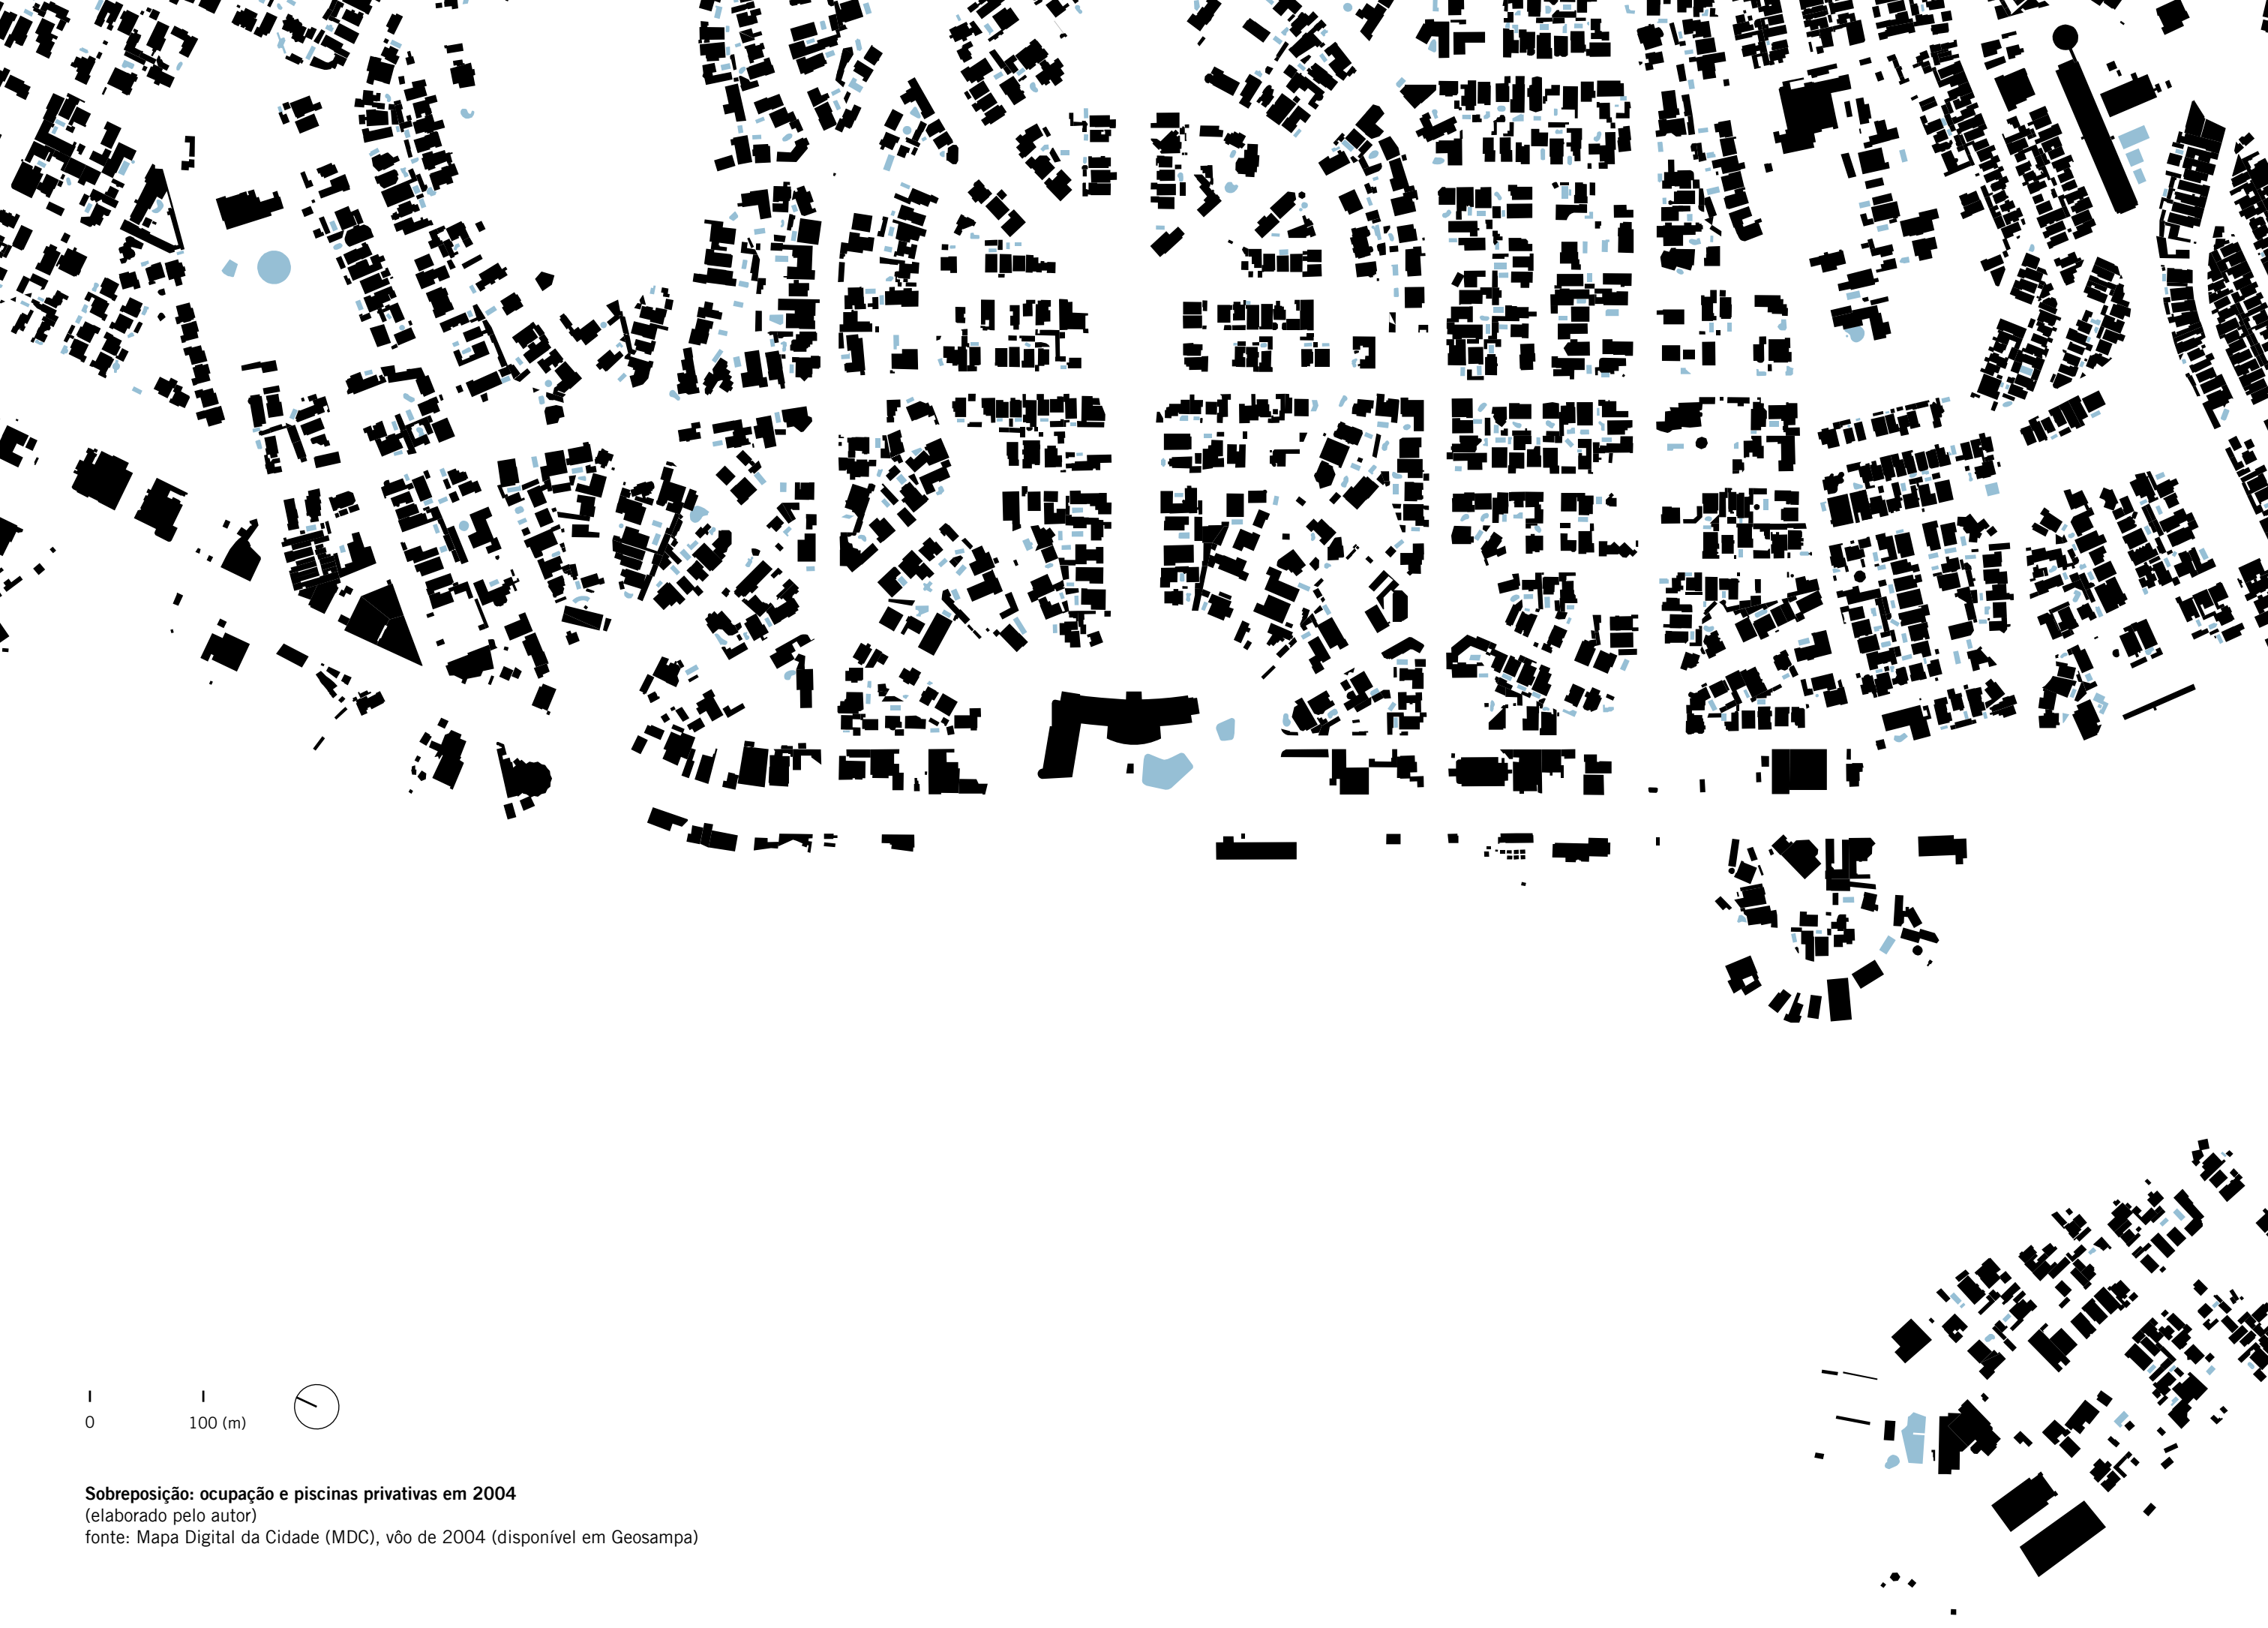 0 100 (m)
Sobreposição: ocupação e piscinas privativas em 2004
(elaborado pelo autor)
fonte: Mapa Digital da Cidade (MDC), vôo de 2004 (disponível em Geosampa)